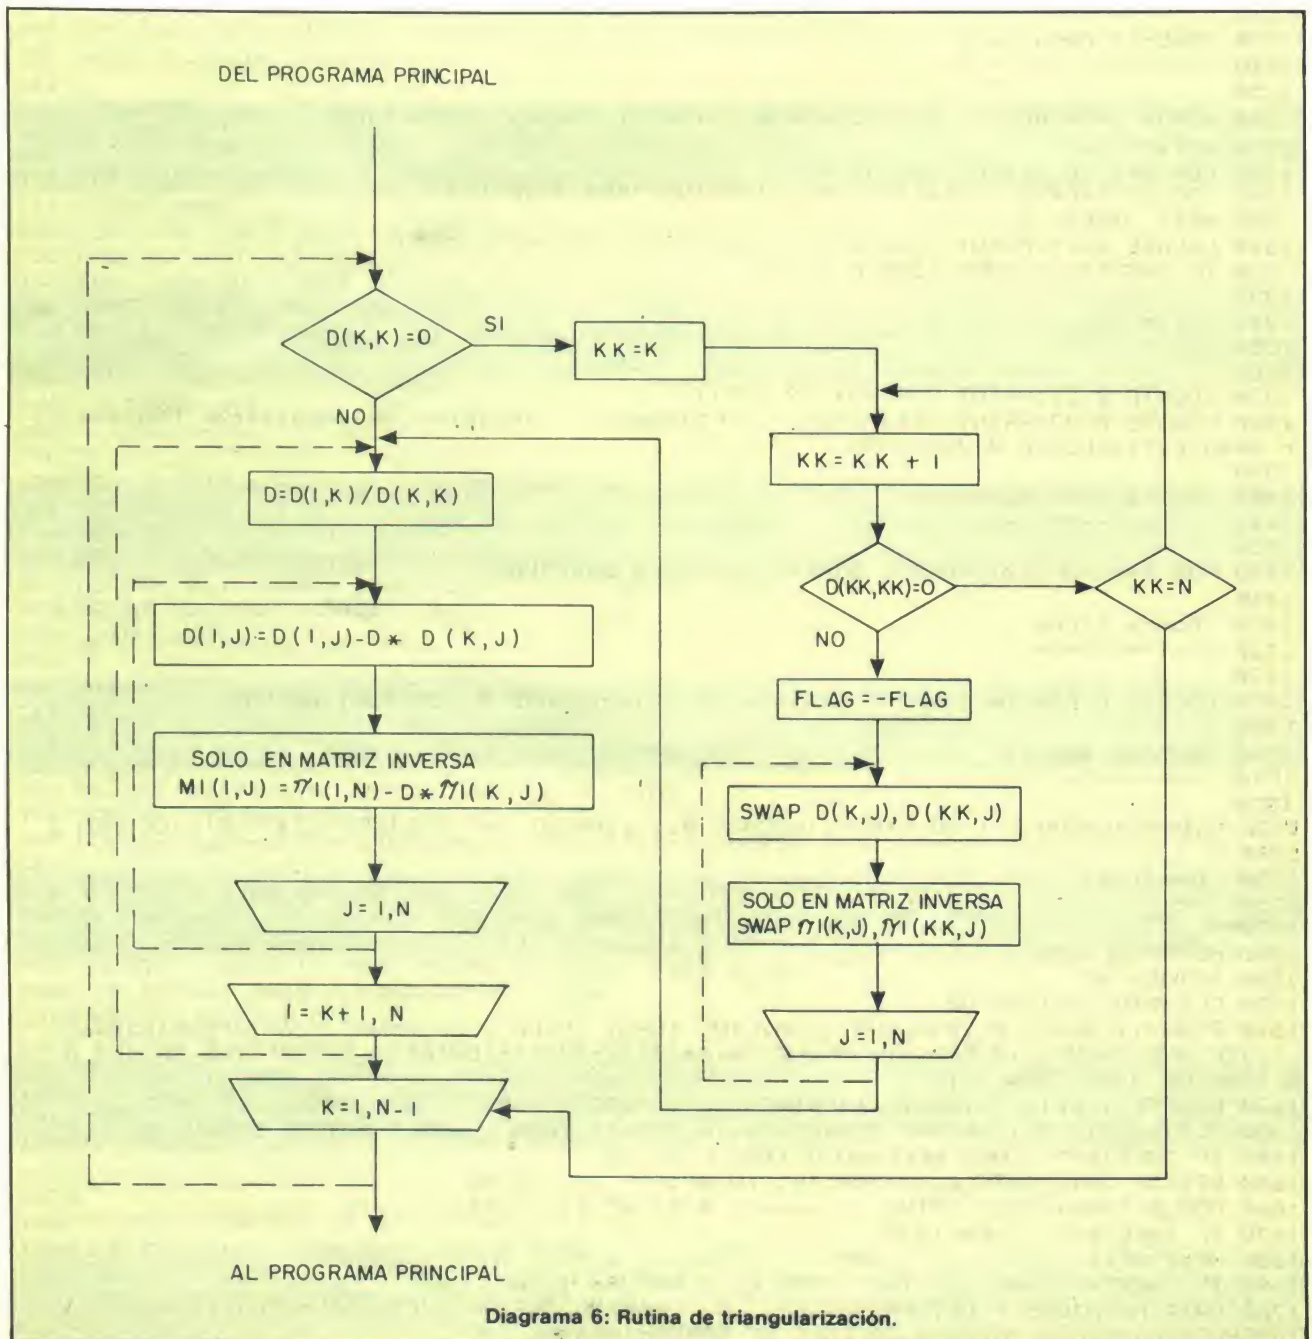 DEL PROGRAMA PRINCIPAL
D(K,K)=0
SI
KK=K
NO
KK=KK+1
D=D(I,K)/D(K,K)
D(KK,KK)=0
KK=N
NO
D(I,J)=D(I,J)-D* D(K,J)
FLAG=-FLAG
SOLO EN MATRIZ INVERSA
MI(I,J)=MI(I,N)-D*MI(K,J)
SWAP D(K,J),D(KK,J)
SOLO EN MATRIZ INVERSA
SWAP MI(K,J),MI(KK,J)
J=1,N
I=K+1,N
J=1,N
K=1,N-1
AL PROGRAMA PRINCIPAL
Diagrama 6: Rutina de triangularización.